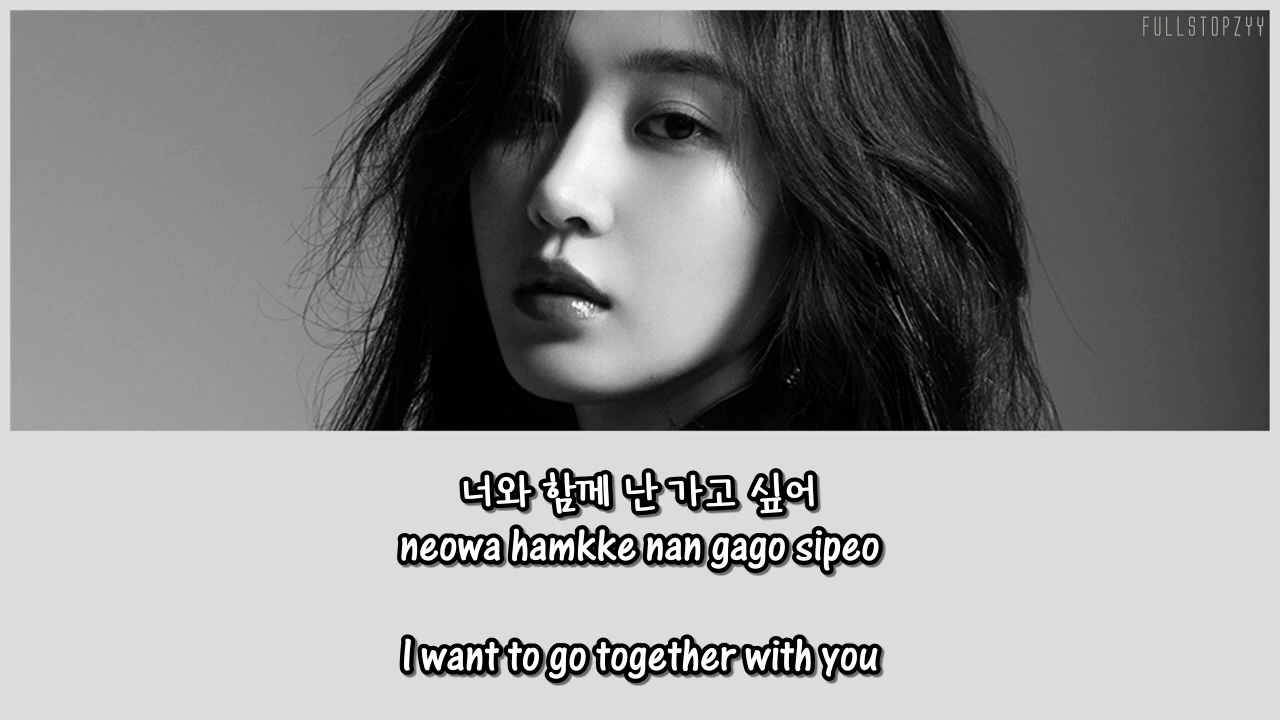 FULLSTOPZYY
너와 함께 난 가고 싶어
neowa hamkke nan gago sipeo
I want to go together with you